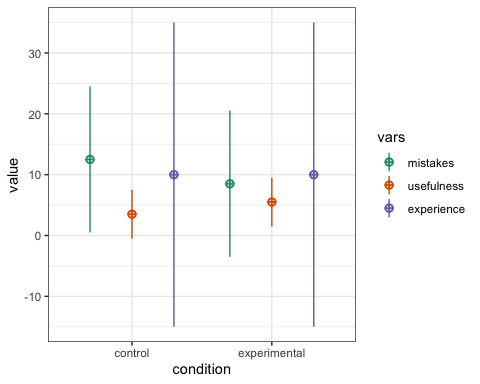 30
20
10
0
-10
value
control
experimental
condition
vars
mistakes
usefulness
experience